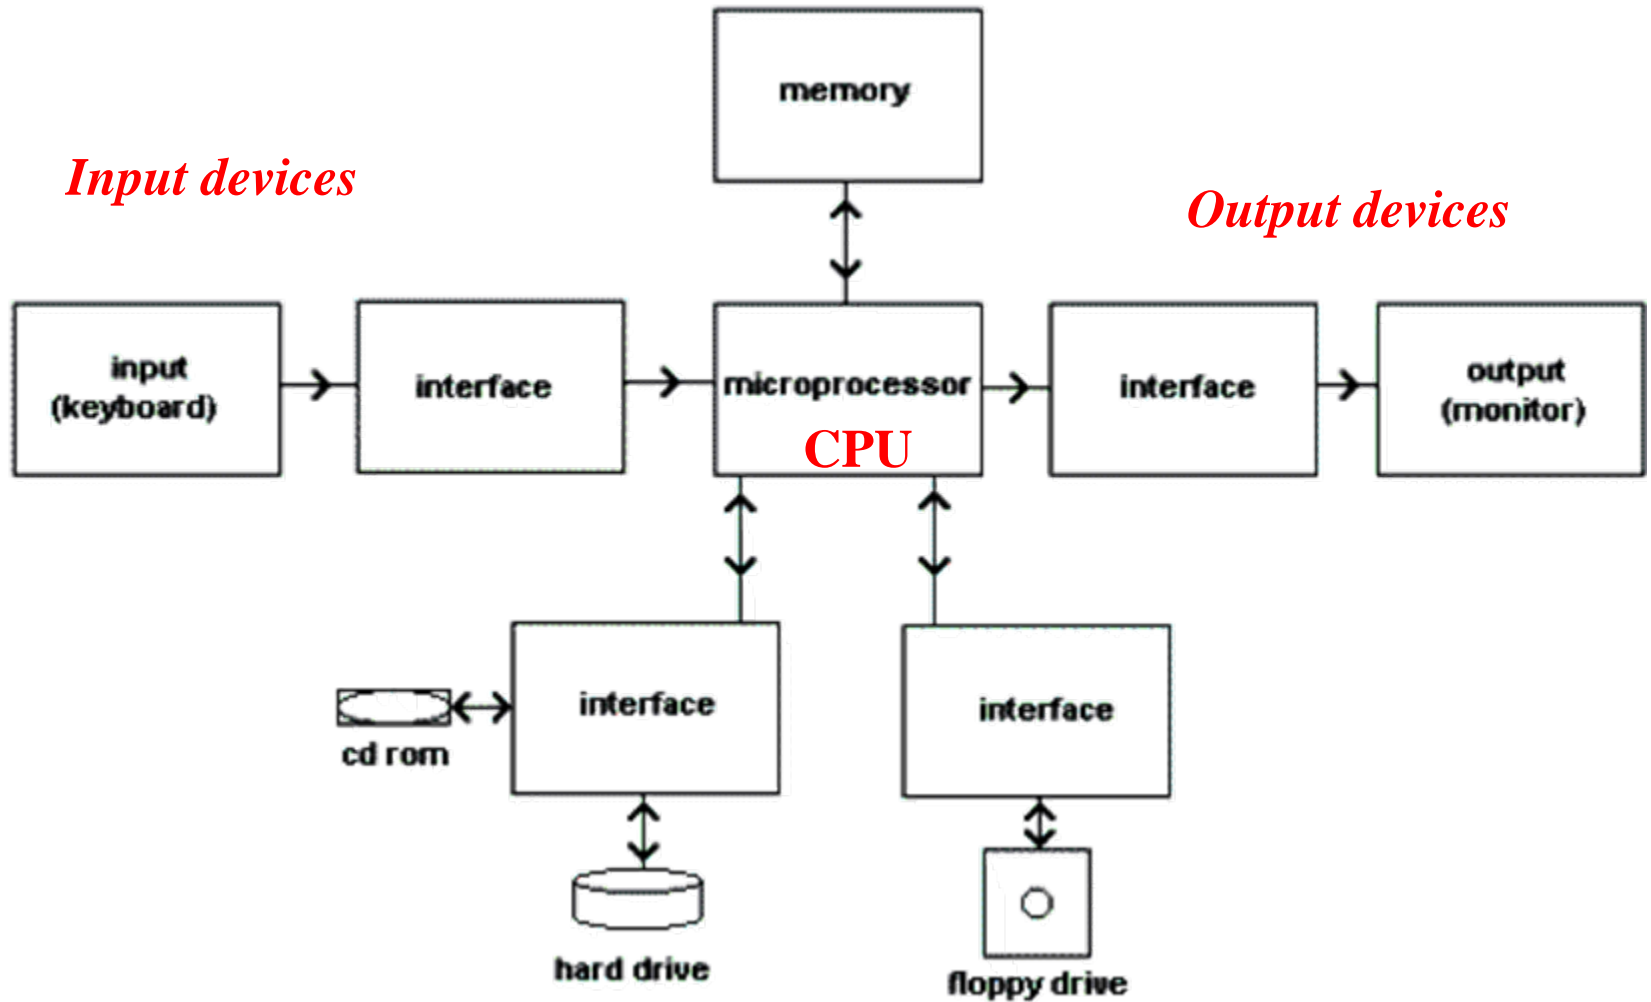 memory
Input devices
Output devices
input
(keyboard)
interface
microprocessor
CPU
interface
output
(monitor)
interface
cd rom
hard drive
interface
floppy drive